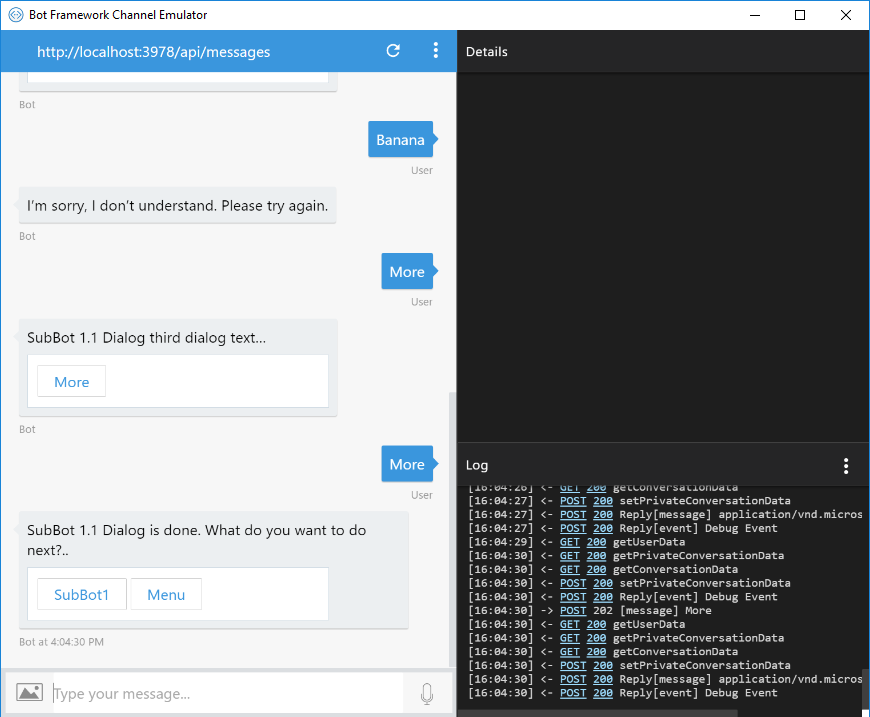 Bot Framework Channel Emulator
http://localhost:3978/api/messages
Bot
Banana
User
I'm sorry, I don't understand. Please try again.
Bot
More
User
SubBot 1.1 Dialog third dialog text...
More
Bot
More
User
SubBot 1.1 Dialog is done. What do you want to do
next?..
SubBot1 Menu
Bot at 4:04:30 PM
Type your message...
Details
Log
[16:04:26] <- GET 200 getConversationData
[16:04:27] <- POST 200 setPrivateConversationData
[16:04:27] <- POST 200 Reply[message] application/vnd.micros
[16:04:27] <- POST 200 Reply[event] Debug Event
[16:04:29] <- GET 200 getUserData
[16:04:30] <- GET 200 getPrivateConversationData
[16:04:30] <- GET 200 getConversationData
[16:04:30] <- POST 200 setPrivateConversationData
[16:04:30] <- POST 200 Reply[event] Debug Event
[16:04:30] -> POST 202 [message] More
[16:04:30] <- GET 200 getUserData
[16:04:30] <- GET 200 getPrivateConversationData
[16:04:30] <- GET 200 getConversationData
[16:04:30] <- POST 200 setPrivateConversationData
[16:04:30] <- POST 200 Reply[message] application/vnd.micros
[16:04:30] <- POST 200 Reply[event] Debug Event